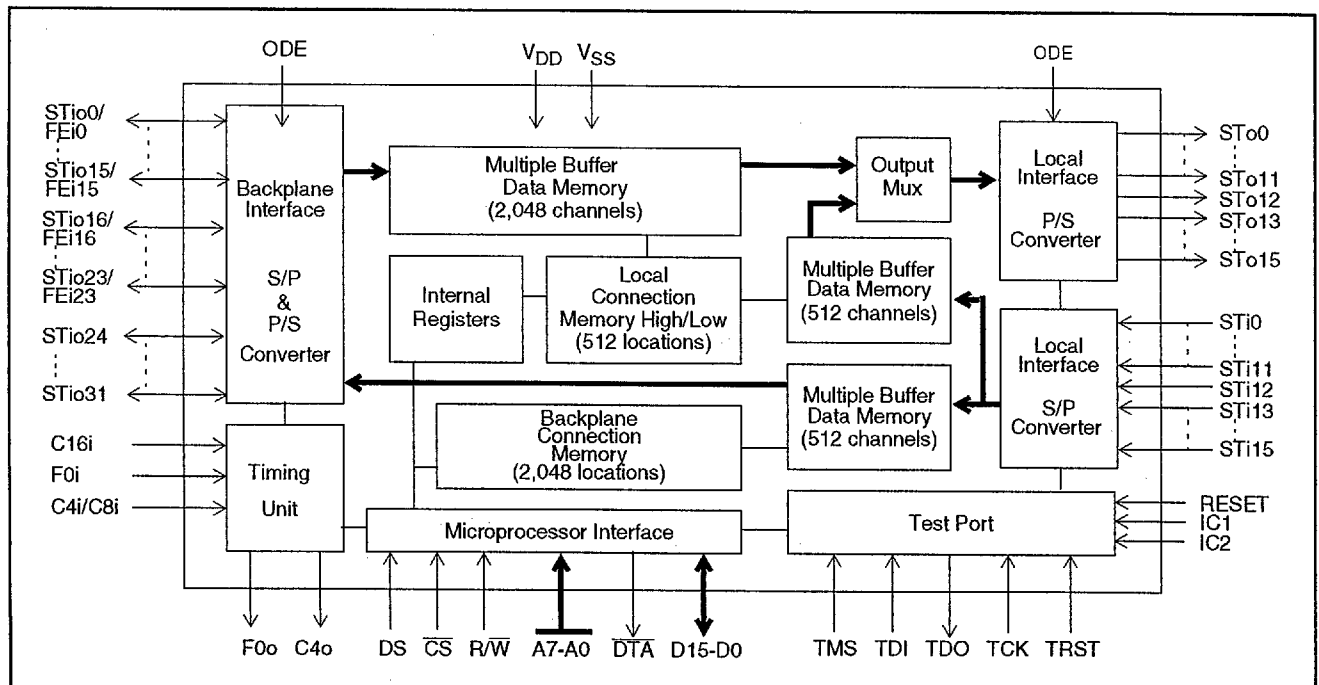 ODE
VDD
VSS
ODE
STio0/
FEi0
STio15/
FEi15
STio16/
FEi16
STio23/
FEi23
STio24
STio31
C16i
F0i
C4i/C8i
Backplane
Interface
S/P
&
P/S
Converter
Timing
Unit
Multiple Buffer
Data Memory
(2,048 channels)
Output
Mux
Local
Interface
P/S
Converter
Internal
Registers
Local
Connection
Memory High/Low
(512 locations)
Multiple Buffer
Data Memory
(512 channels)
Multiple Buffer
Data Memory
(512 channels)
Local
Interface
S/P
Converter
Backplane
Connection
Memory
(2,048 locations)
Microprocessor Interface
Test Port
STo0
STo11
STo12
STo13
STo15
STi0
STi11
STi12
STi13
STi15
RESET
IC1
IC2
F0o
C4o
DS
CS
R/W
A7-A0
DTA
D15-D0
TMS
TDI
TDO
TCK
TRST